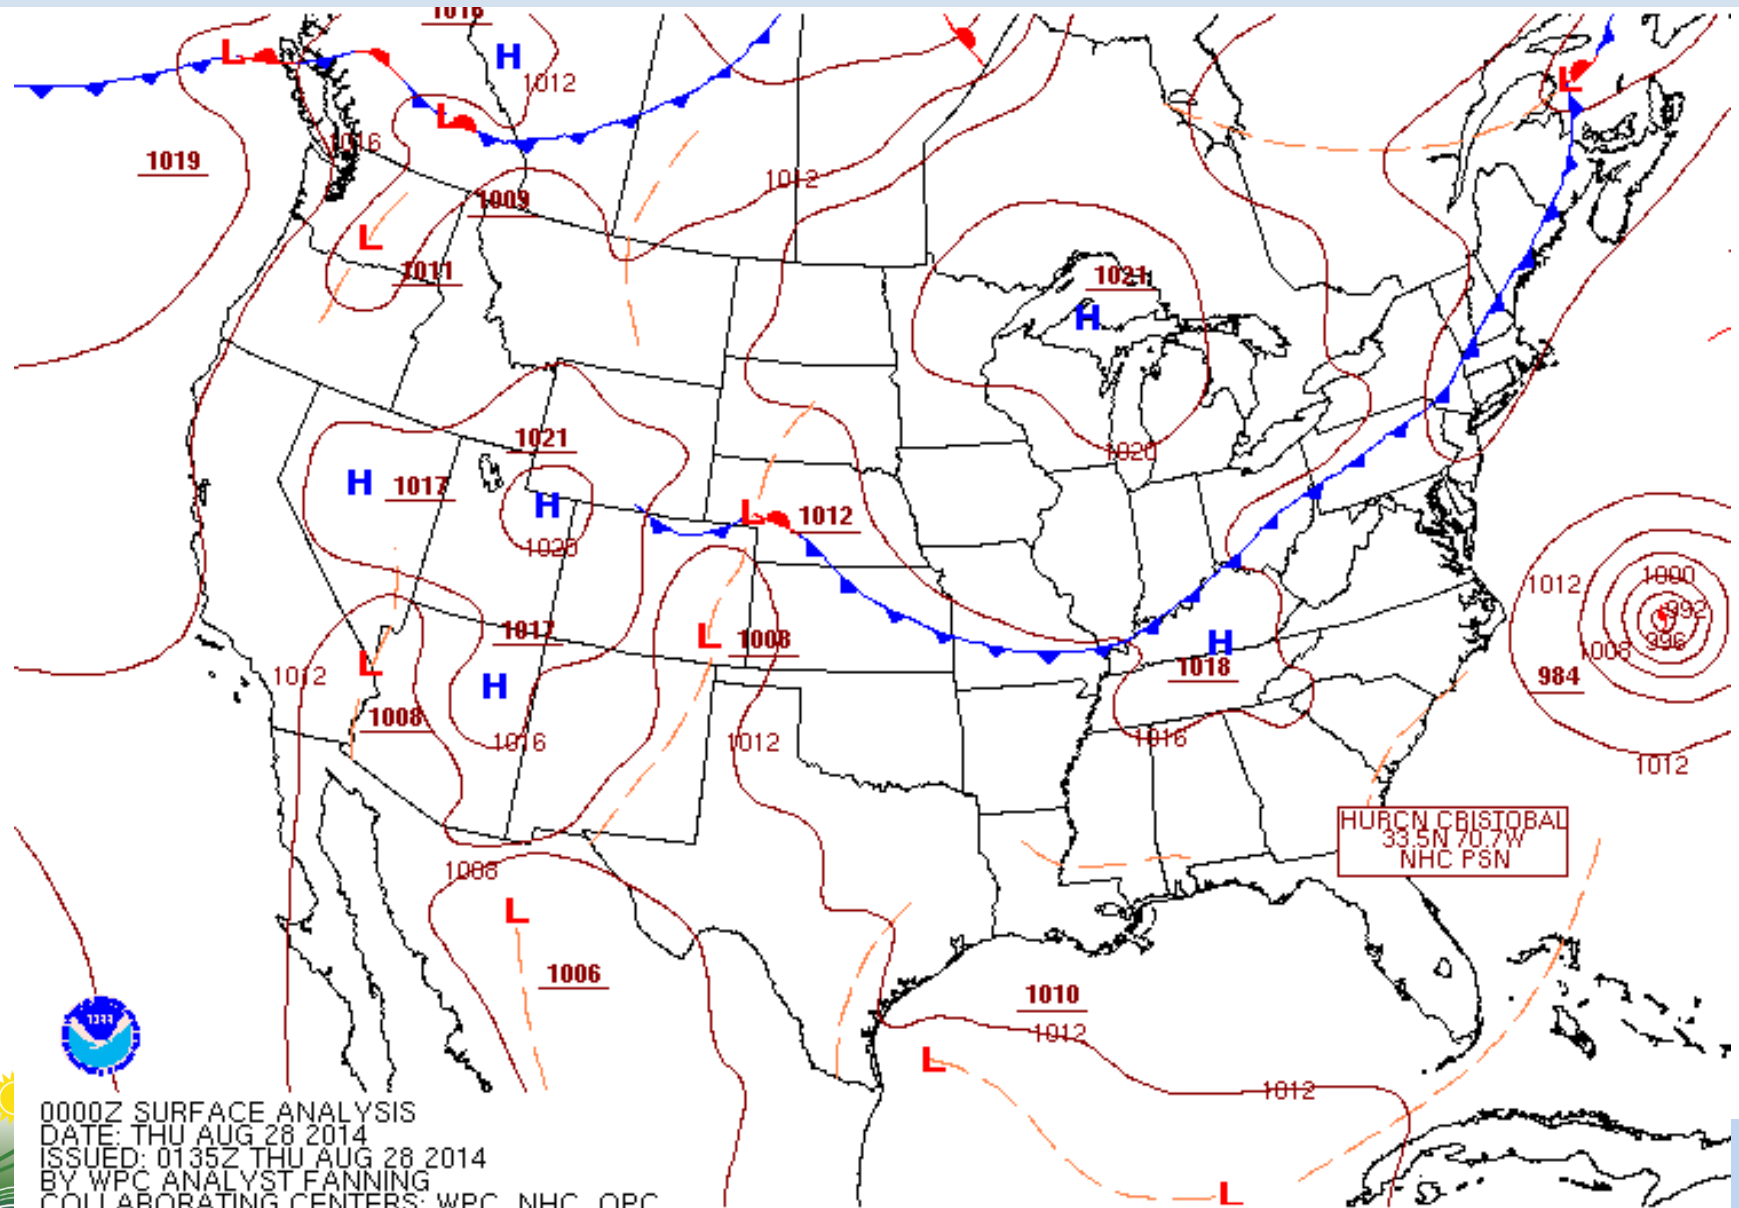 1016
H
L
1012
L
1016
1019
1012
1009
L
1011
1021
H
L
1021
H
1017
H
1020
1020
L
1012
1012
1000
992
996
1008
984
1012
1017
L
1008
H
1018
1012
L
1008
H
1016
1012
1016
HURCN CRISTOBAL
33.5N 70.7W
NHC PSN
1008
L
1006
1010
1012
L
1012
L
0000Z SURFACE ANALYSIS
DATE: THU AUG 28 2014
ISSUED: 0135Z THU AUG 28 2014
BY WPC ANALYST FANNING
COLLABORATING CENTERS: WPC, NHC, OPC